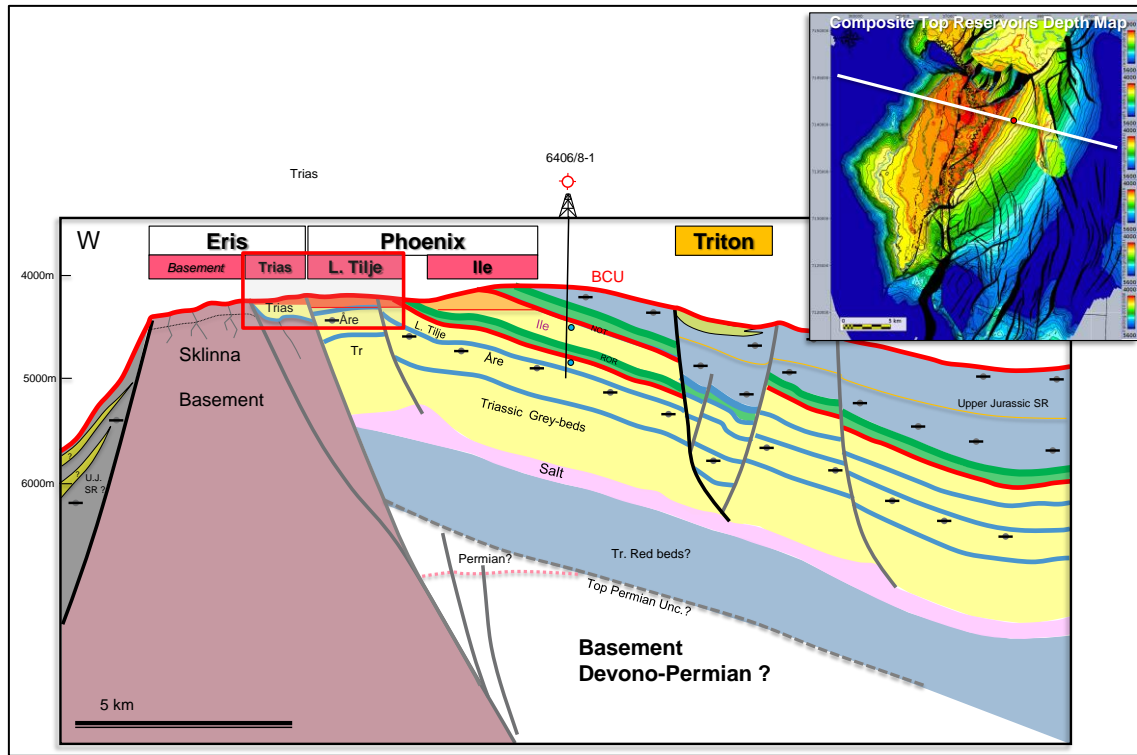 Composite Top Reservoirs Depth Map
5 km
6406/8-1
Trias
W
Eris
Phoenix
Triton
Basement
Trias
L. Tilje
Ile
4000m
5000m
6000m
BCU
Trias
Åre
L. Tilje
Ile
NOT
ROR
Åre
Tr
Sklinna
Basement
Triassic Grey-beds
Upper Jurassic SR
Salt
?
?
U.J.
SR ?
Tr. Red beds?
Permian?
Top Permian Unc.?
Basement
Devono-Permian ?
5 km